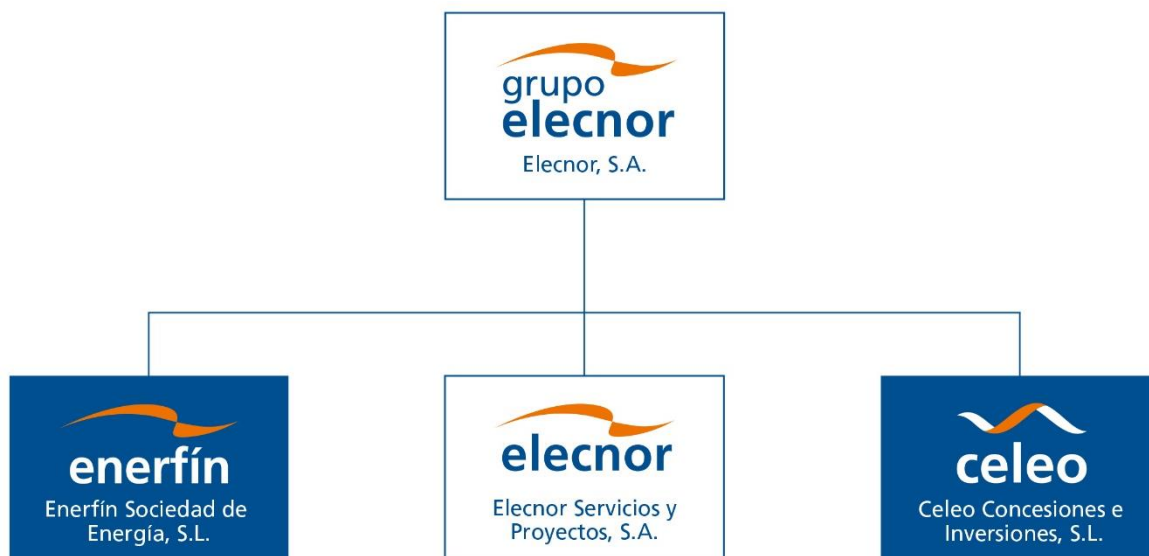 grupo
elecnor
Elecnor, S.A.
enerfín
Enerfín Sociedad de
Energía, S.L.
elecnor
Elecnor Servicios y
Proyectos, S.A.
celeo
Celeo Concesiones e
Inversiones, S.L.